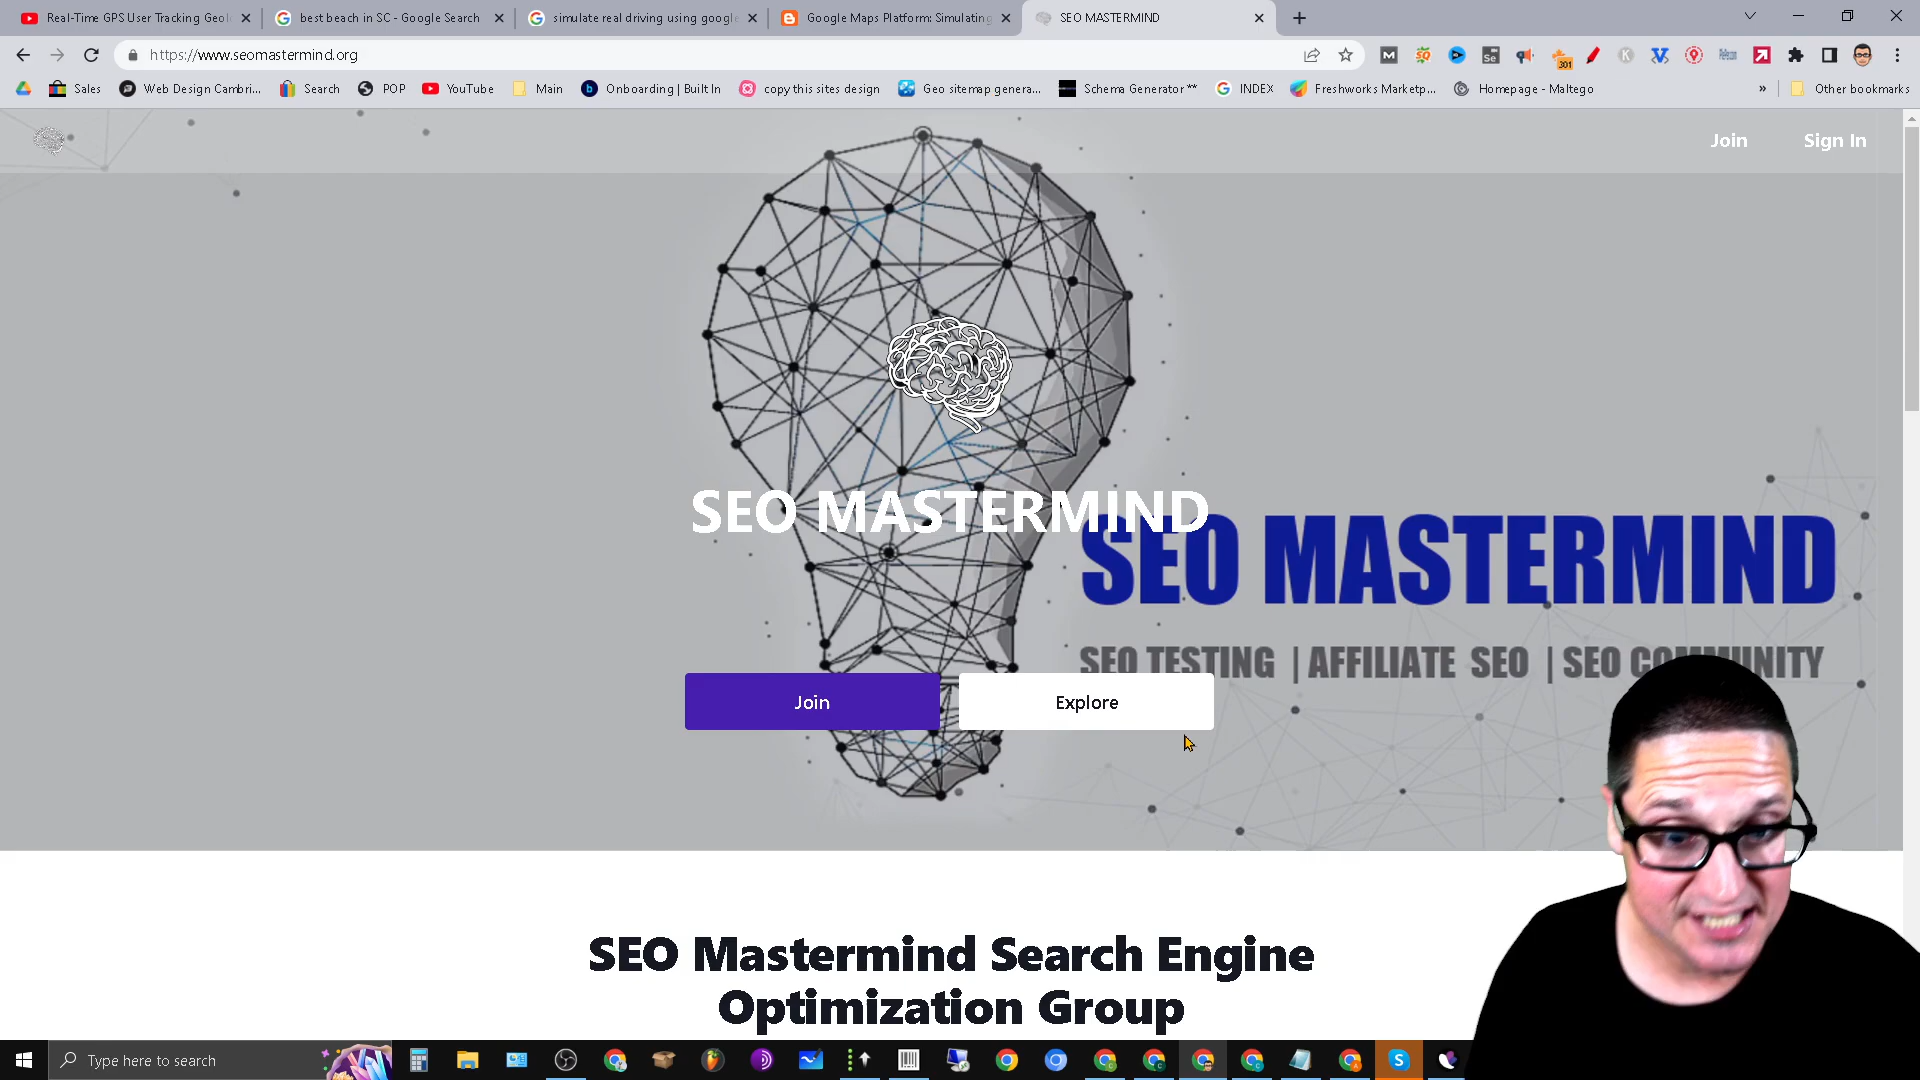 Real-Time GPS User Tracking Geol
best beach in SC - Google Search
simulate real driving using google
Google Maps Platform: Simulating
SEO MASTERMIND
https://www.seomastermind.org
301
Sales
Web Design Cambri...
Search
POP
YouTube
Main
Onboarding | Built In
copy this sites design
Geo sitemap genera...
Schema Generator **
INDEX
Freshworks Marketp...
Homepage - Maltego
»
Other bookmarks
Join
Sign In
SEO MASTERMIND
SEO MASTERMIND
SEO TESTING | AFFILIATE SEO | SEO COMMUNITY
Join
Explore
SEO Mastermind Search Engine
Optimization Group
Type here to search